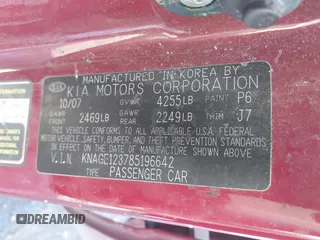 MANUFACTURED IN KOREA BY
KIA MOTORS CORPORATION
10/07 GVWR 4255LB PAINT P6
GAWR FRONT 2469LB GAWR REAR 2249LB TRIM J7
THIS VEHICLE CONFORMS TO ALL APPLICABLE U.S.A. FEDERAL
MOTOR VEHICLE SAFETY, BUMPER, AND THEFT PREVENTION
STANDARDS IN EFFECT ON THE DATE OF MANUFACTURE SHOWN ABOVE.
V.I.N. KNAGE123785196642
TYPE: PASSENGER CAR
DREAMBID